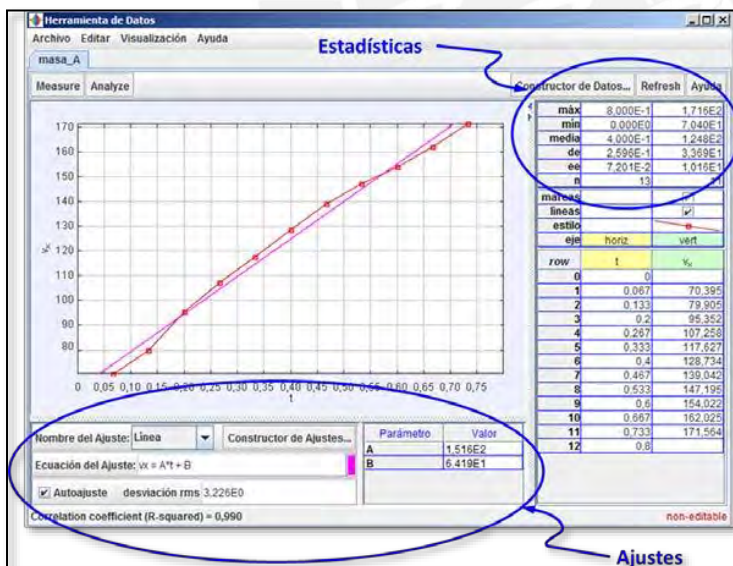 Herramienta de Datos
Archivo Editar Visualización Ayuda
Estadísticas
masa_A
Measure Analyze
Constructor de Datos... Refresh Ayuda
máx 8,000E-1 1,716E2
mín 0,000E0 7,040E1
media 4,000E-1 1,248E2
de 2,596E-1 3,369E1
ee 7,201E-2 1,016E1
n 13 11
marcas
líneas
estilo
eje horiz vert
row t vx
0 0
1 0,067 70,395
2 0,133 79,905
3 0,2 95,352
4 0,267 107,258
5 0,333 117,627
6 0,4 128,734
7 0,467 139,042
8 0,533 147,195
9 0,6 154,022
10 0,667 162,025
11 0,733 171,564
12 0,8
170
160
150
140
130
120
110
100
90
80
vx
0 0,05 0,10 0,15 0,20 0,25 0,30 0,35 0,40 0,45 0,50 0,55 0,60 0,65 0,70 0,75
t
Nombre del Ajuste: Línea Constructor de Ajustes...
Ecuación del Ajuste: vx = A*t + B
Autoajuste desviación rms 3,226E0
Parámetro Valor
A 1,516E2
B 6,419E1
Correlation coefficient (R-squared) = 0,990
non-editable
Ajustes